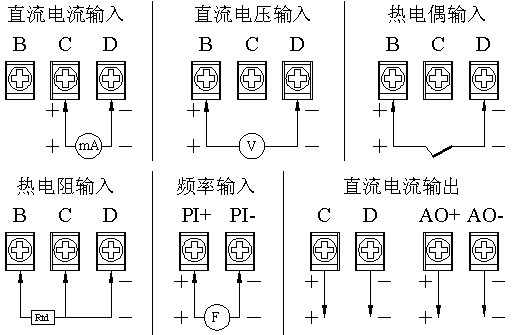 直流电流输入
B C D
+ －
+ mA －
直流电压输入
B C D
+ －
+ V －
热电偶输入
B C D
+ －
+ －
热电阻输入
B C D
－
Rtd －
频率输入
PI+ PI-
+ －
+ F －
直流电流输出
C D AO+ AO-
+ － + －
+ － + －